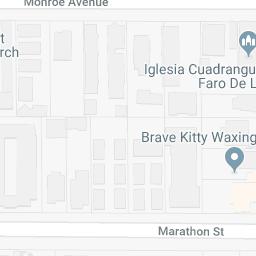 Monroe Avenue
t
rch
Iglesia Cuadrangu
Faro De L
Brave Kitty Waxing
Marathon St